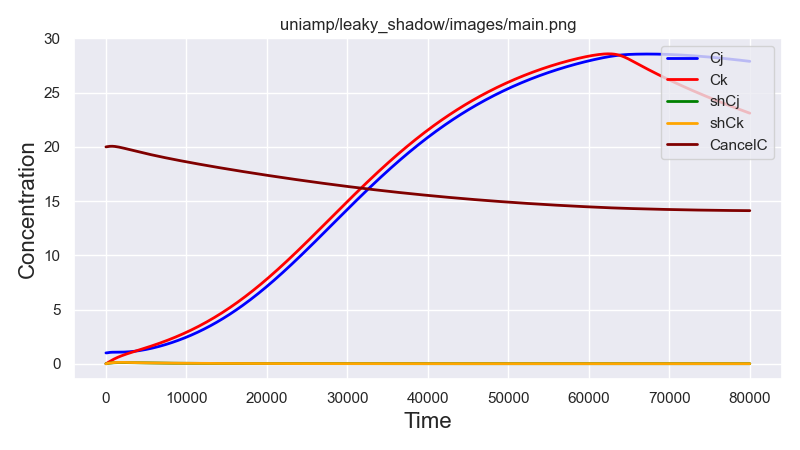 uniamp/leaky_shadow/images/main.png
30
25
20
15
10
5
0
Concentration
Cj
Ck
shCj
shCk
CancelC
0 10000 20000 30000 40000 50000 60000 70000 80000
Time